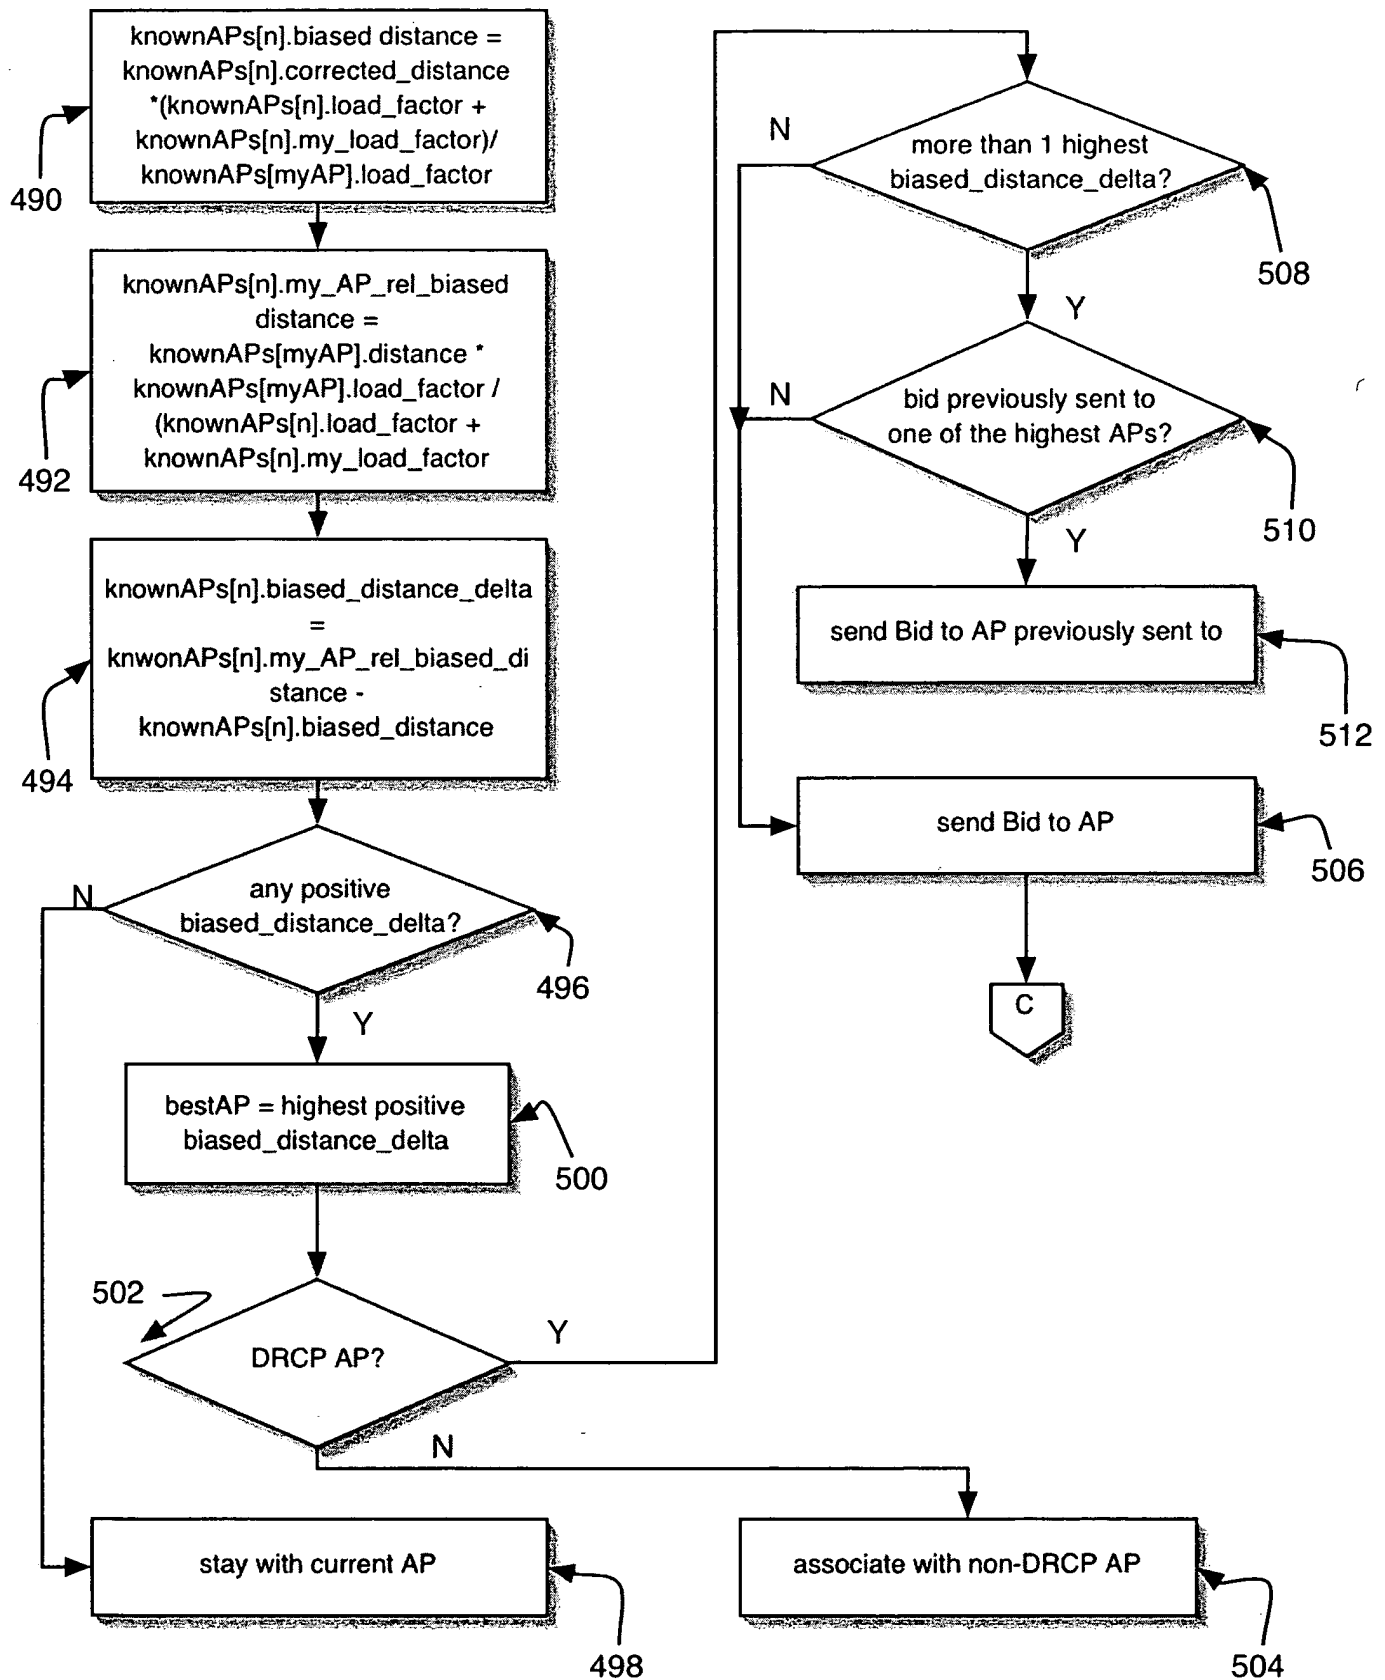 knownAPs[n].biased distance =
knownAPs[n].corrected_distance
*(knownAPs[n].load_factor +
knownAPs[n].my_load_factor)/
knownAPs[myAP].load_factor
490
knownAPs[n].my_AP_rel_biased
distance =
knownAPs[myAP].distance *
knownAPs[myAP].load_factor /
(knownAPs[n].load_factor +
knownAPs[n].my_load_factor
492
knownAPs[n].biased_distance_delta
=
knwonAPs[n].my_AP_rel_biased_di
stance -
knownAPs[n].biased_distance
494
any positive
biased_distance_delta?
N
496
Y
bestAP = highest positive
biased_distance_delta
500
502
DRCP AP?
Y
N
stay with current AP
498
associate with non-DRCP AP
504
more than 1 highest
biased_distance_delta?
N
508
Y
bid previously sent to
one of the highest APs?
N
510
Y
send Bid to AP previously sent to
512
send Bid to AP
506
C